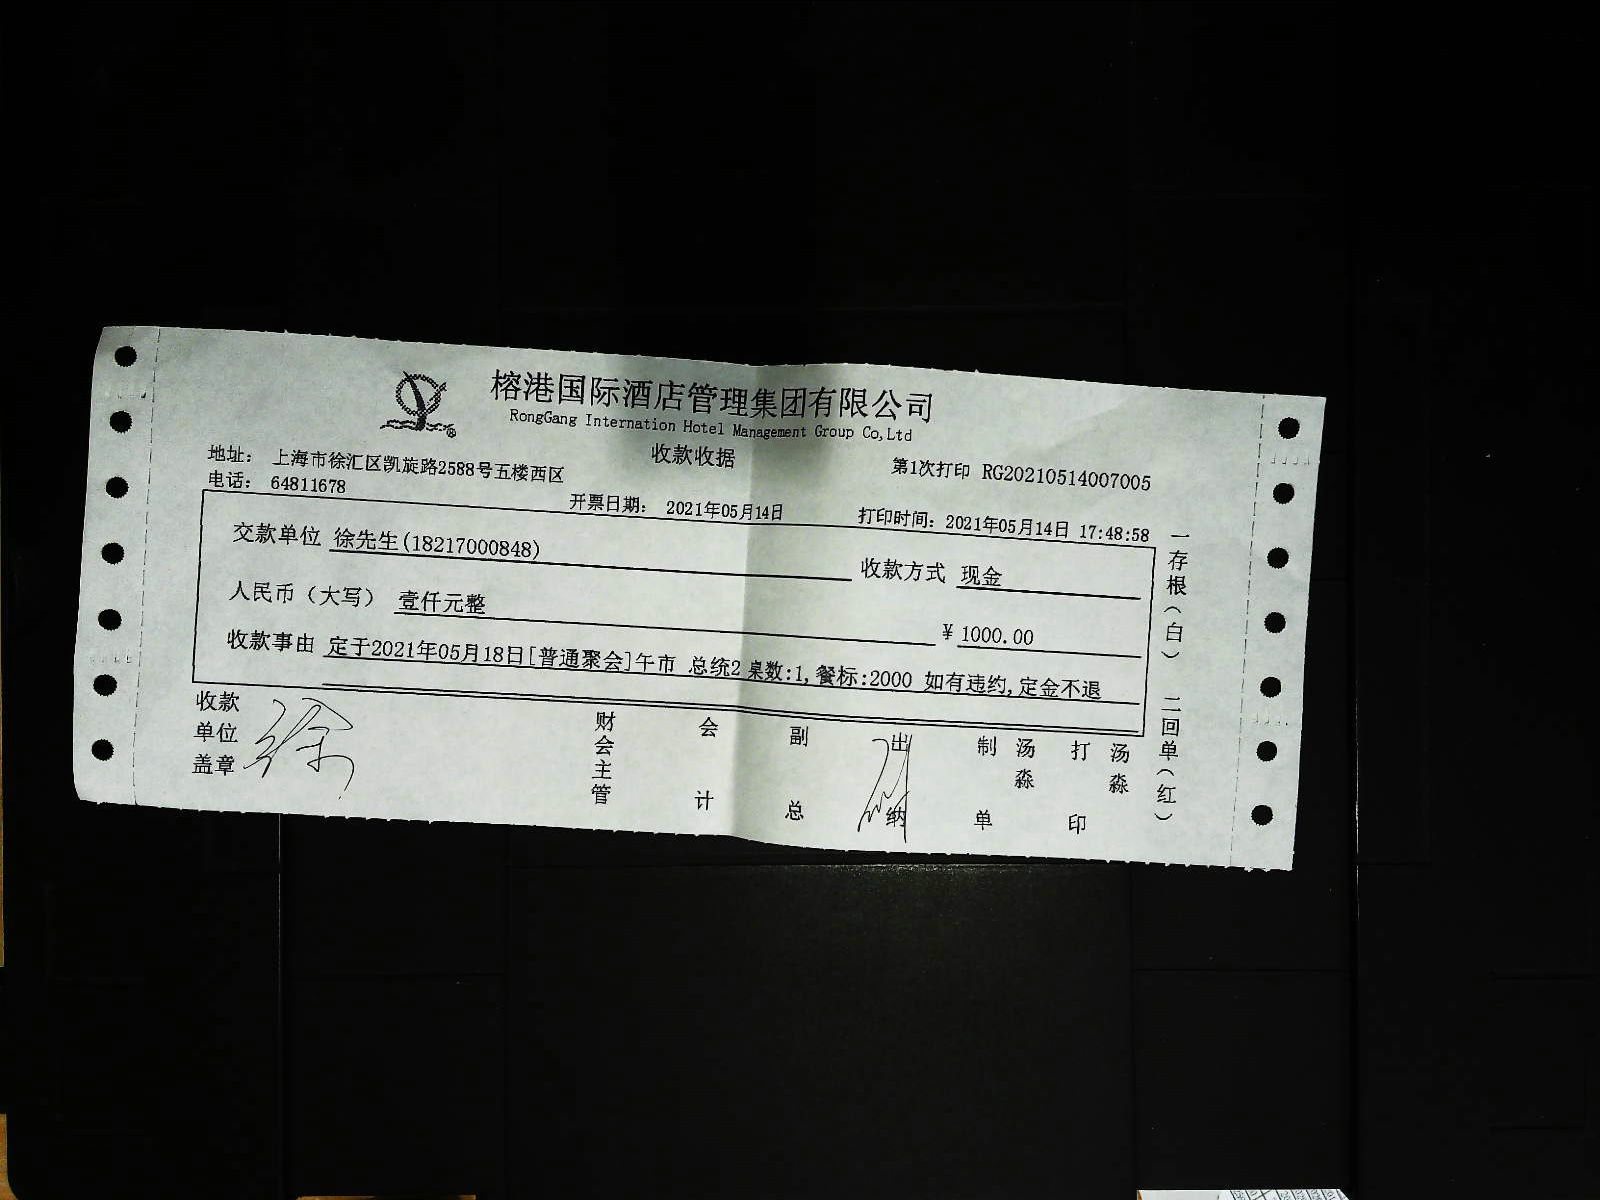 榕港国际酒店管理集团有限公司
RongGang Internation Hotel Management Group Co,Ltd
收款收据
地址： 上海市徐汇区凯旋路2588号五楼西区
第1次打印 RG20210514007005
电话： 64811678
开票日期： 2021年05月14日
打印时间：2021年05月14日 17:48:58
交款单位 徐先生(18217000848)
收款方式 现金
人民币（大写） 壹仟元整
¥ 1000.00
收款事由 定于2021年05月18日[普通聚会]午市 总统2 桌数:1,餐标:2000 如有违约,定金不退
收款单位盖章 徐
财会主管
会计
副总
出纳
制单 汤淼
打印 汤淼
一存根（白） 二回单（红）